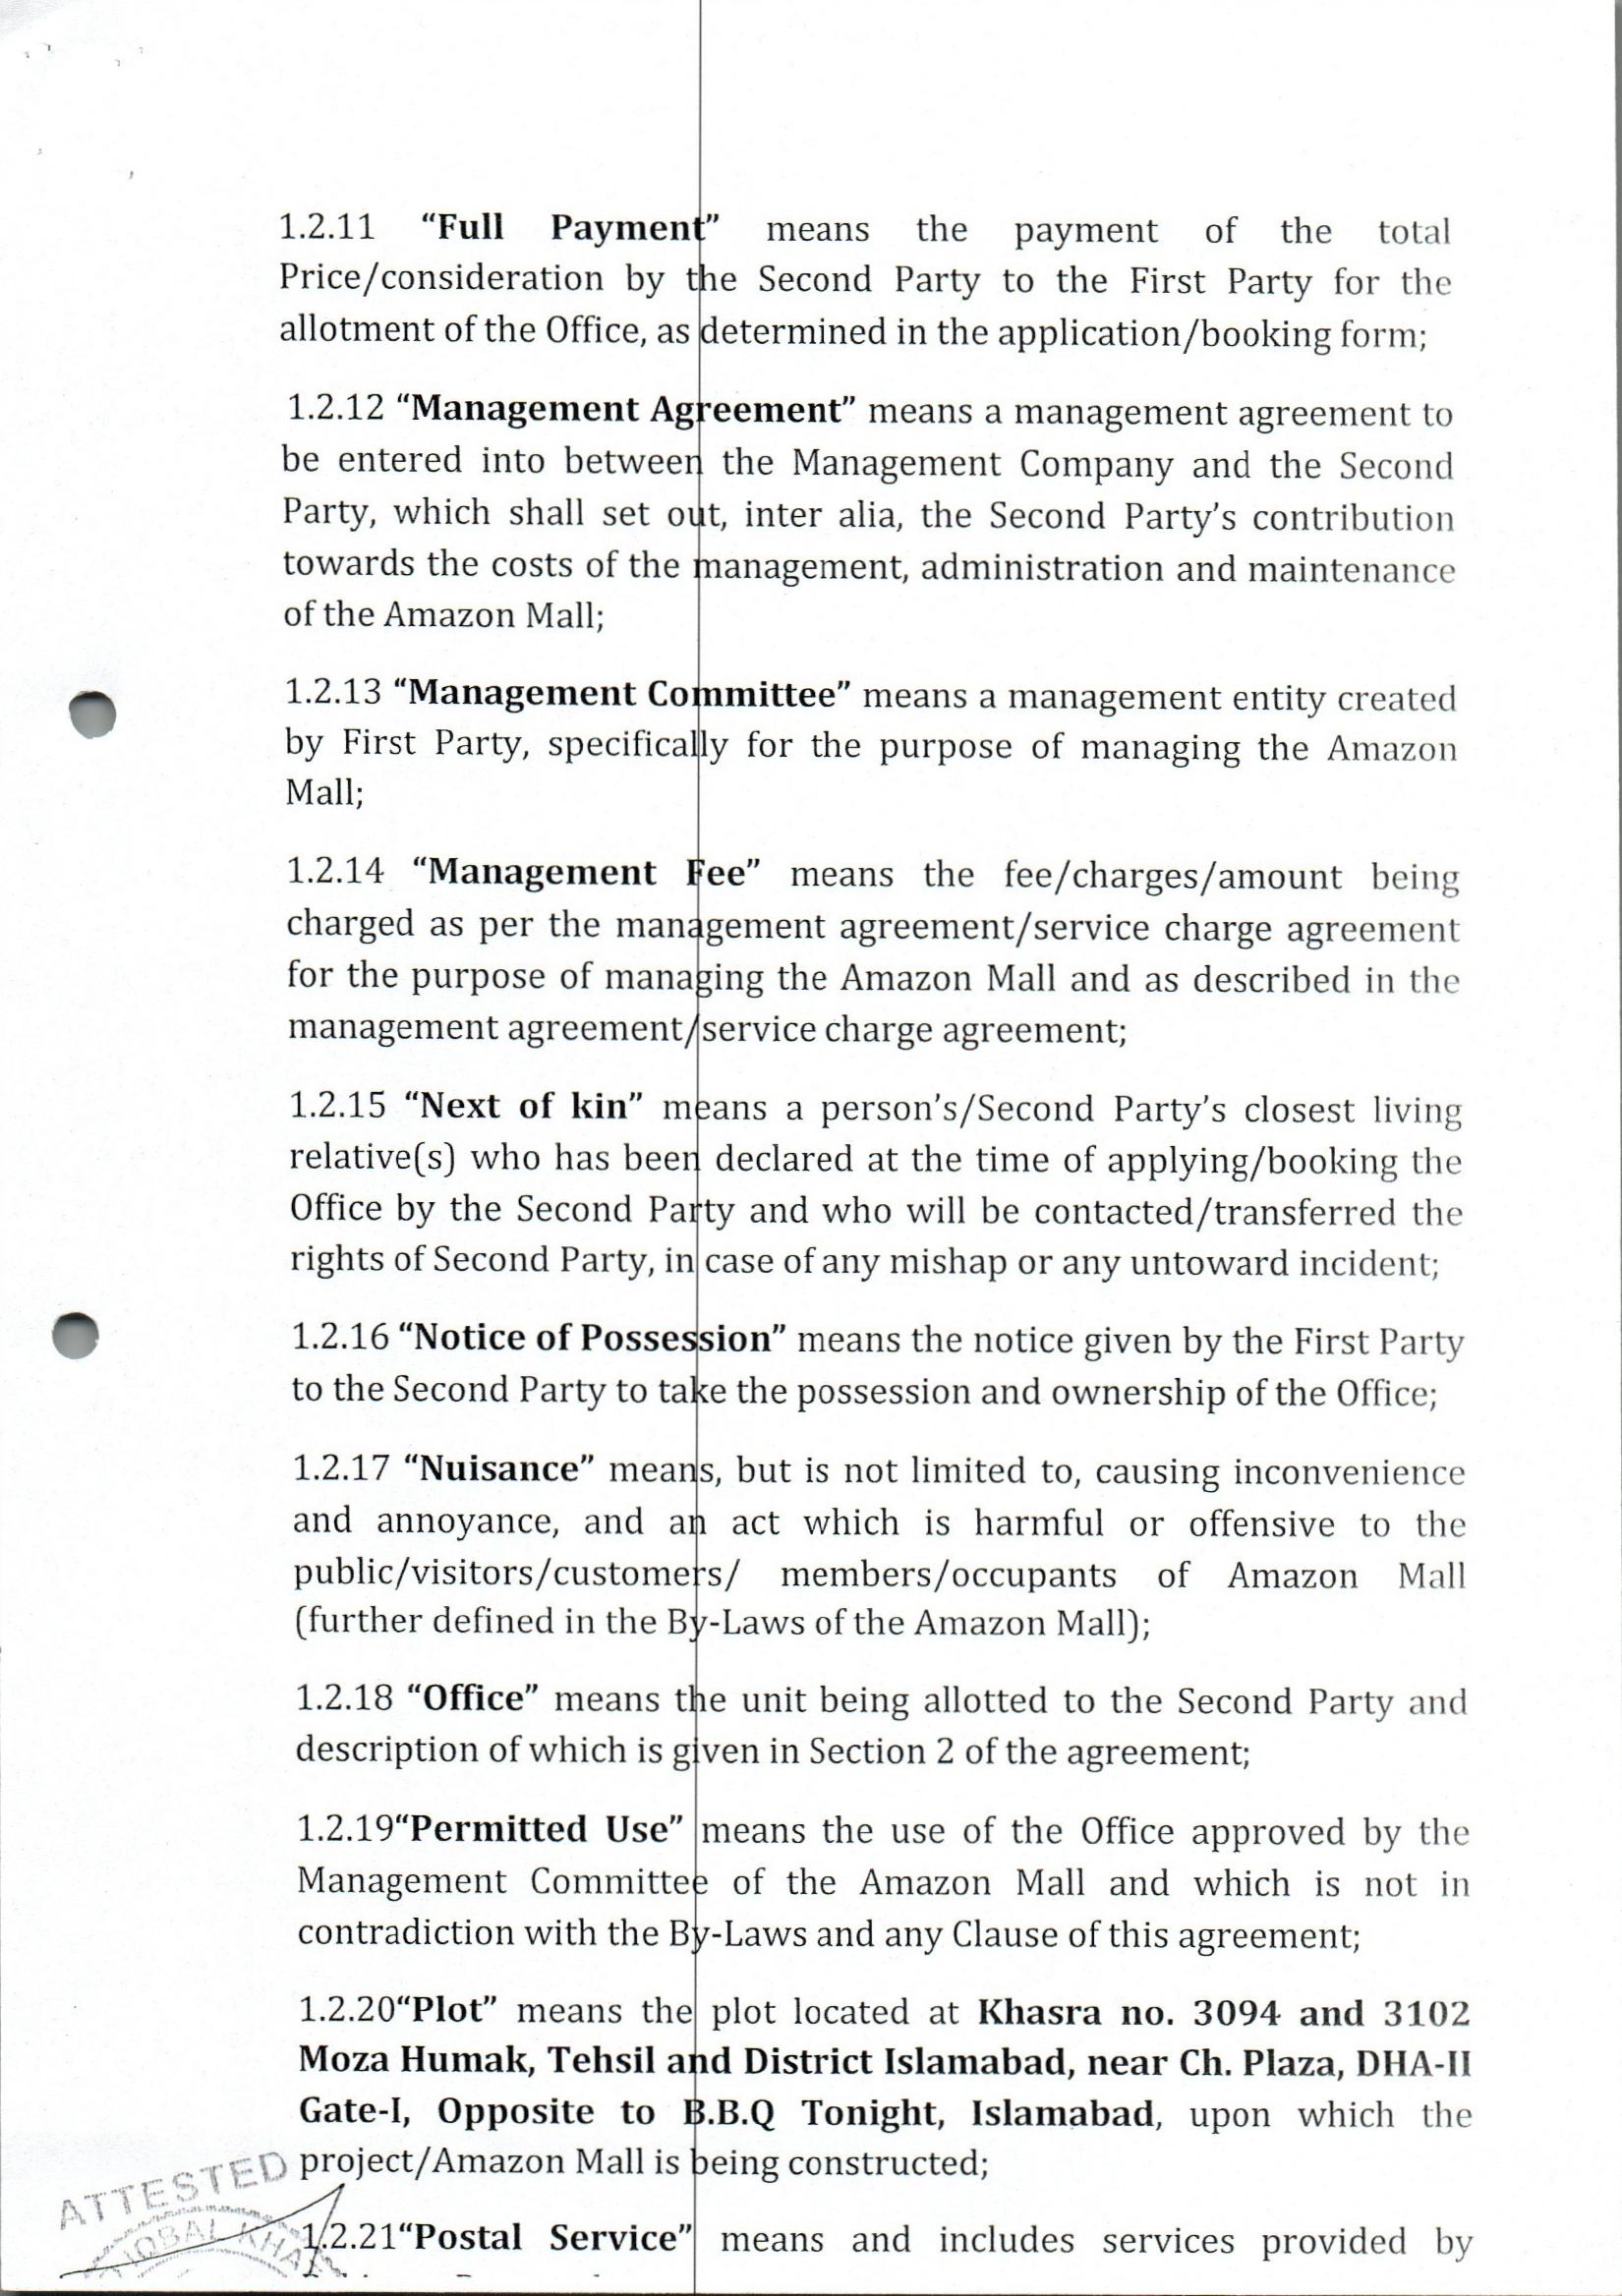 1.2.11 “Full Payment” means the payment of the total
Price/consideration by the Second Party to the First Party for the
allotment of the Office, as determined in the application/booking form;
1.2.12 “Management Agreement” means a management agreement to
be entered into between the Management Company and the Second
Party, which shall set out, inter alia, the Second Party’s contribution
towards the costs of the management, administration and maintenance
of the Amazon Mall;
1.2.13 “Management Committee” means a management entity created
by First Party, specifically for the purpose of managing the Amazon
Mall;
1.2.14 “Management Fee” means the fee/charges/amount being
charged as per the management agreement/service charge agreement
for the purpose of managing the Amazon Mall and as described in the
management agreement/service charge agreement;
1.2.15 “Next of kin” means a person’s/Second Party’s closest living
relative(s) who has been declared at the time of applying/booking the
Office by the Second Party and who will be contacted/transferred the
rights of Second Party, in case of any mishap or any untoward incident;
1.2.16 “Notice of Possession” means the notice given by the First Party
to the Second Party to take the possession and ownership of the Office;
1.2.17 “Nuisance” means, but is not limited to, causing inconvenience
and annoyance, and an act which is harmful or offensive to the
public/visitors/customers/ members/occupants of Amazon Mall
(further defined in the By-Laws of the Amazon Mall);
1.2.18 “Office” means the unit being allotted to the Second Party and
description of which is given in Section 2 of the agreement;
1.2.19“Permitted Use” means the use of the Office approved by the
Management Committee of the Amazon Mall and which is not in
contradiction with the By-Laws and any Clause of this agreement;
1.2.20“Plot” means the plot located at Khasra no. 3094 and 3102
Moza Humak, Tehsil and District Islamabad, near Ch. Plaza, DHA-II
Gate-I, Opposite to B.B.Q Tonight, Islamabad, upon which the
project/Amazon Mall is being constructed;
1.2.21“Postal Service” means and includes services provided by
ATTESTED
IQBAL KHAN